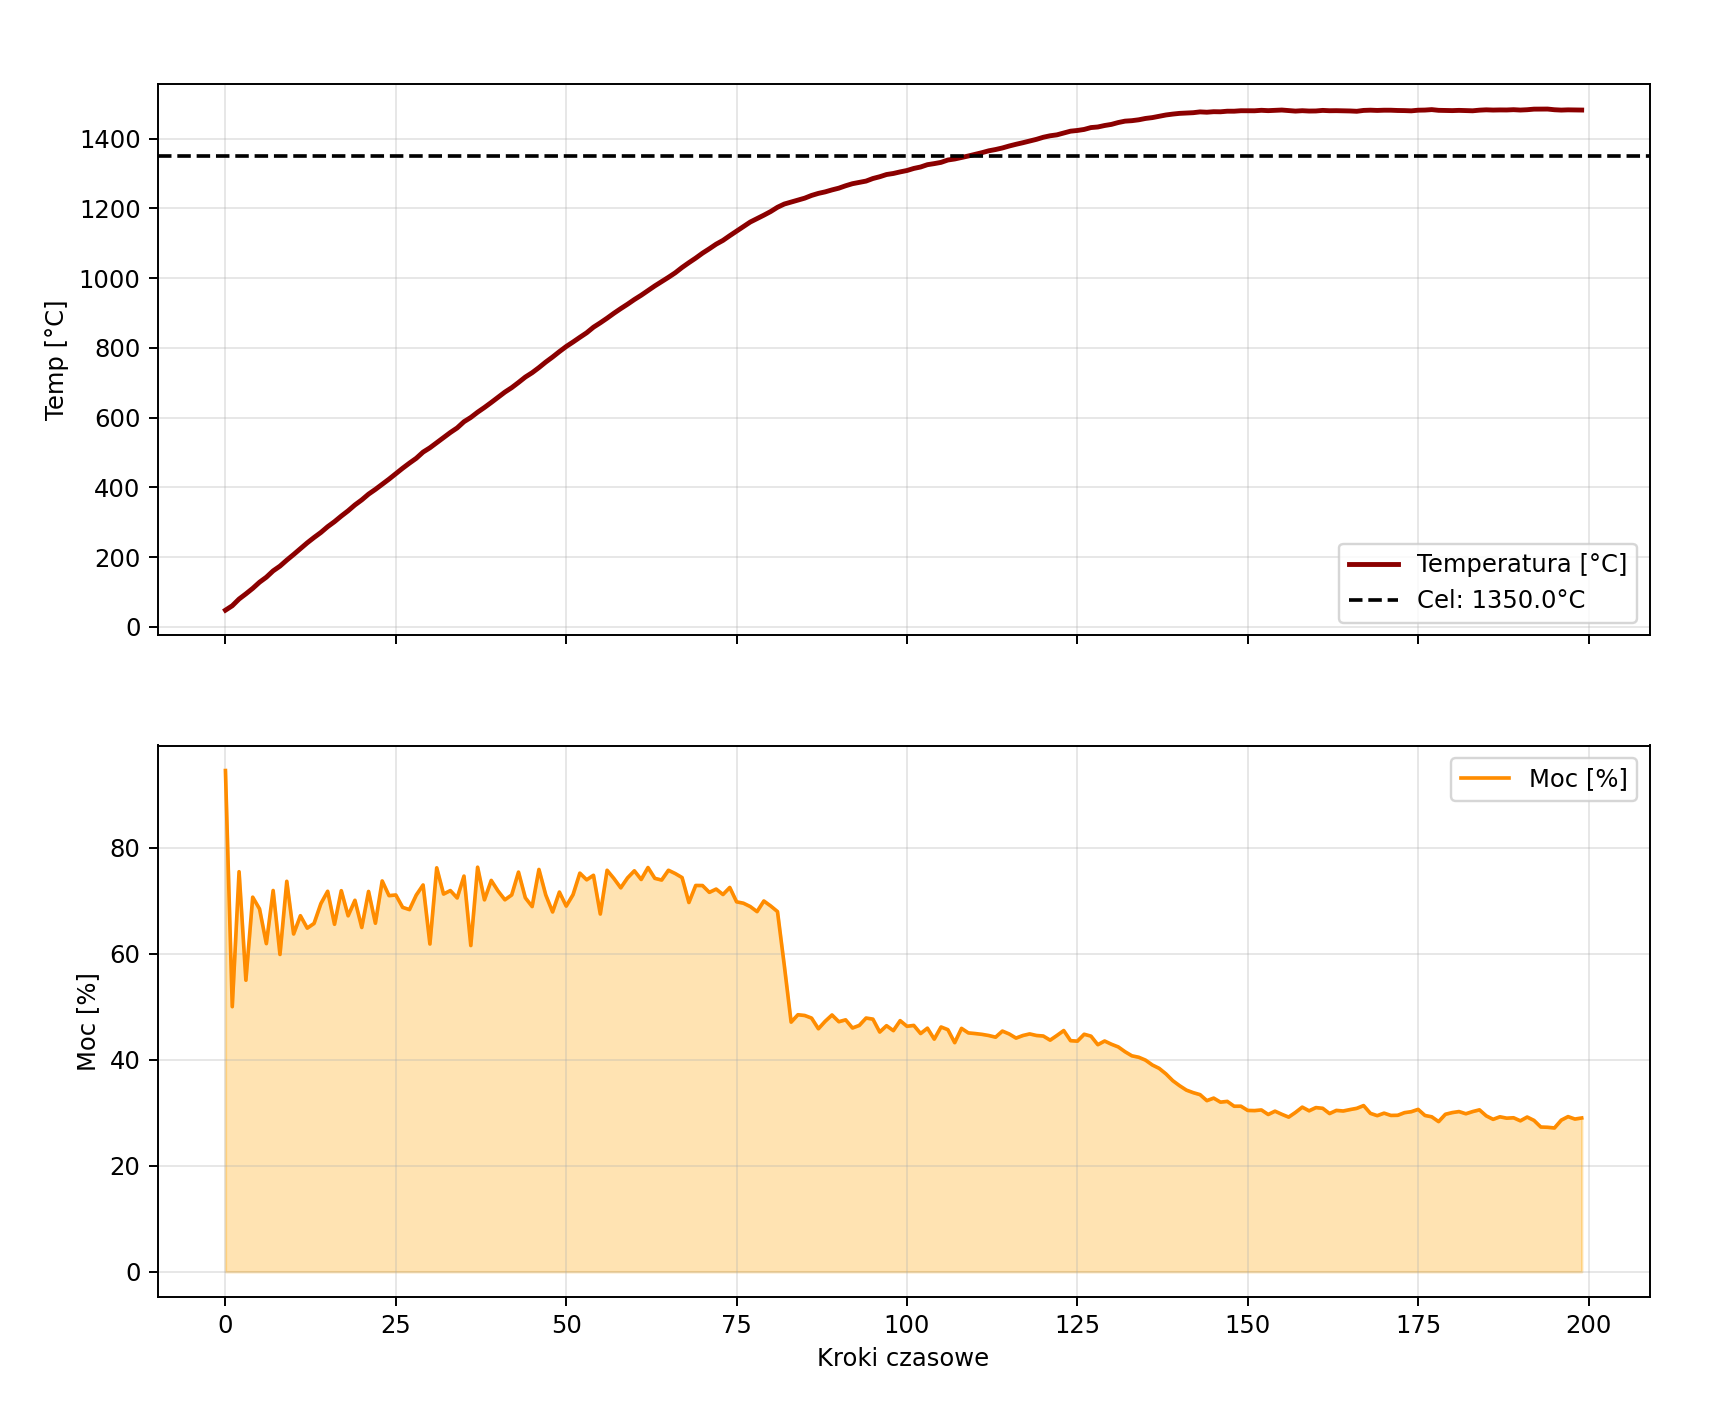 1400
1200
1000
800
600
400
200
0
Temp [°C]
Temperatura [°C]
Cel: 1350.0°C
Moc [%]
80
60
40
20
0
Moc [%]
0 25 50 75 100 125 150 175 200
Kroki czasowe